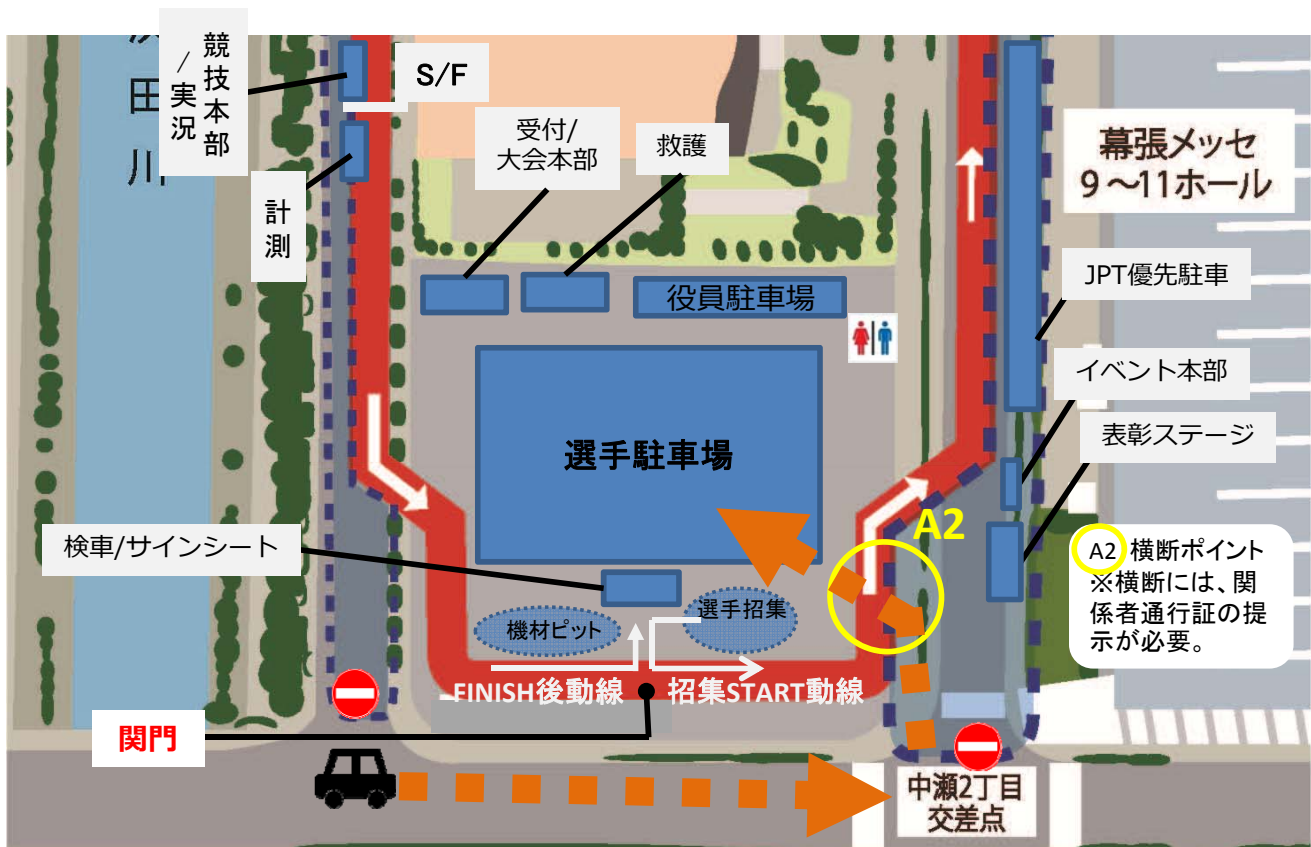 競技本部
/実況
S/F
田
川
計測
受付/
大会本部
救護
役員駐車場
幕張メッセ
9～11ホール
JPT優先駐車
イベント本部
表彰ステージ
選手駐車場
A2
A2 横断ポイント
※横断には、関
係者通行証の提
示が必要。
検車/サインシート
機材ピット
選手招集
FINISH後動線
招集START動線
関門
中瀬2丁目
交差点